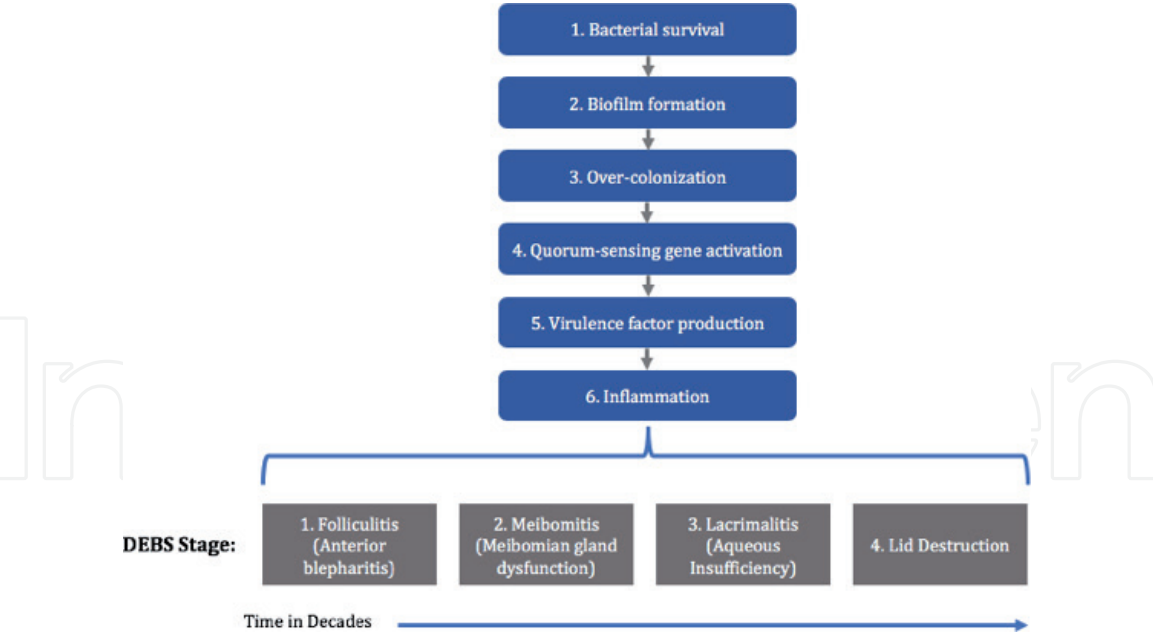 1. Bacterial survival
2. Biofilm formation
3. Over-colonization
4. Quorum-sensing gene activation
5. Virulence factor production
6. Inflammation
DEBS Stage:
1. Folliculitis
(Anterior
blepharitis)
2. Meibomitis
(Meibomian gland
dysfunction)
3. Lacrimalitis
(Aqueous
Insufficiency)
4. Lid Destruction
Time in Decades